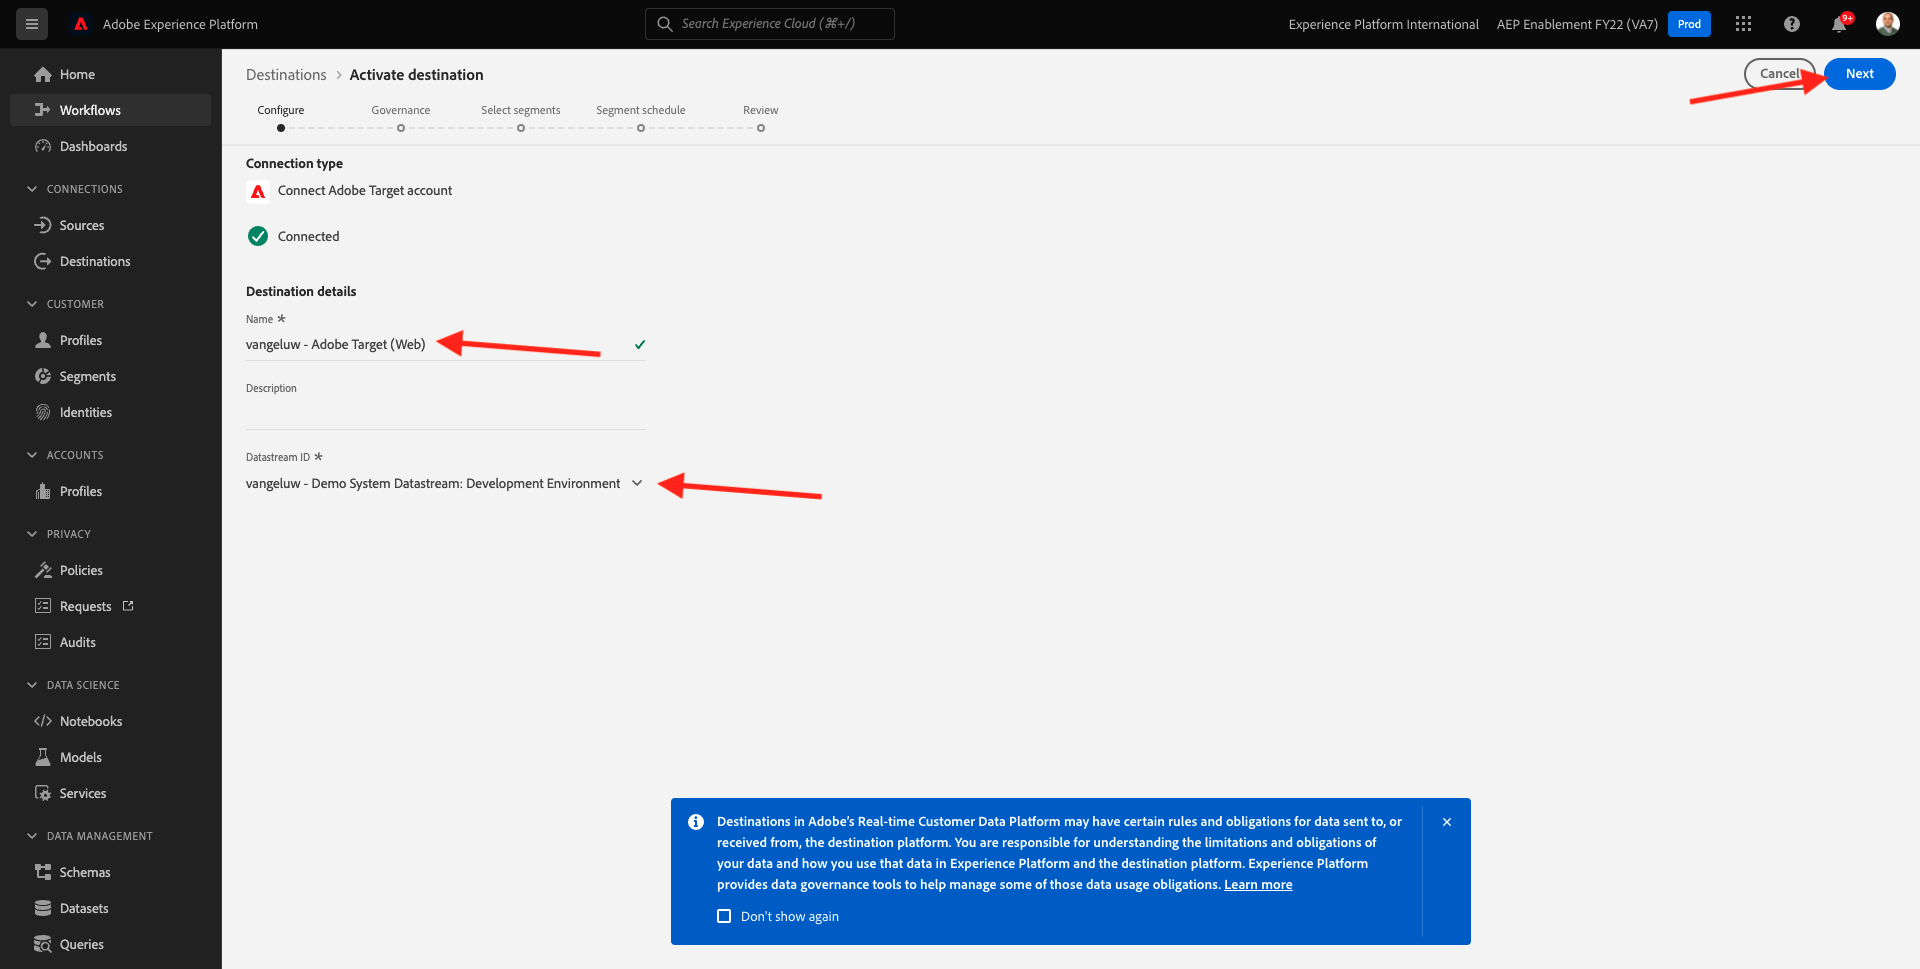 Adobe Experience Platform
Search Experience Cloud (⌘+/)
Experience Platform International
AEP Enablement FY22 (VA7)
Prod
9+
Home
Workflows
Dashboards
CONNECTIONS
Sources
Destinations
CUSTOMER
Profiles
Segments
Identities
ACCOUNTS
Profiles
PRIVACY
Policies
Requests
Audits
DATA SCIENCE
Notebooks
Models
Services
DATA MANAGEMENT
Schemas
Datasets
Queries
Destinations > Activate destination
Cancel
Next
Configure
Governance
Select segments
Segment schedule
Review
Connection type
Connect Adobe Target account
Connected
Destination details
Name *
vangeluw - Adobe Target (Web)
Description
Datastream ID *
vangeluw - Demo System Datastream: Development Environment
Destinations in Adobe's Real-time Customer Data Platform may have certain rules and obligations for data sent to, or
received from, the destination platform. You are responsible for understanding the limitations and obligations of
your data and how you use that data in Experience Platform and the destination platform. Experience Platform
provides data governance tools to help manage some of those data usage obligations. Learn more
Don't show again